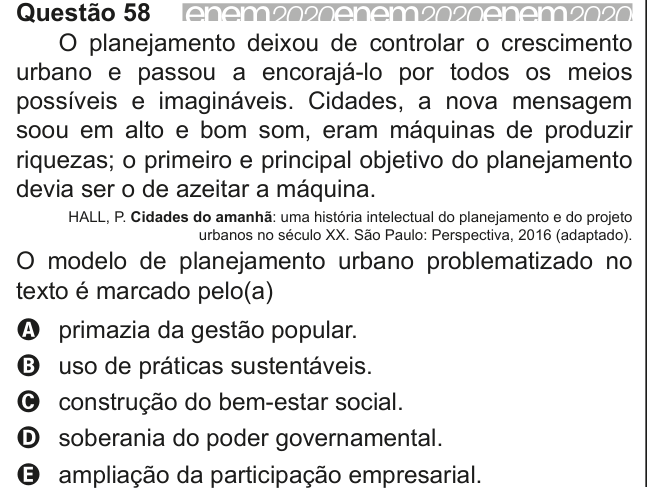 Questão 58 enem2020enem2020enem2020
O planejamento deixou de controlar o crescimento
urbano e passou a encorajá-lo por todos os meios
possíveis e imagináveis. Cidades, a nova mensagem
soou em alto e bom som, eram máquinas de produzir
riquezas; o primeiro e principal objetivo do planejamento
devia ser o de azeitar a máquina.
HALL, P. Cidades do amanhã: uma história intelectual do planejamento e do projeto
urbanos no século XX. São Paulo: Perspectiva, 2016 (adaptado).
O modelo de planejamento urbano problematizado no
texto é marcado pelo(a)
A primazia da gestão popular.
B uso de práticas sustentáveis.
C construção do bem-estar social.
D soberania do poder governamental.
E ampliação da participação empresarial.